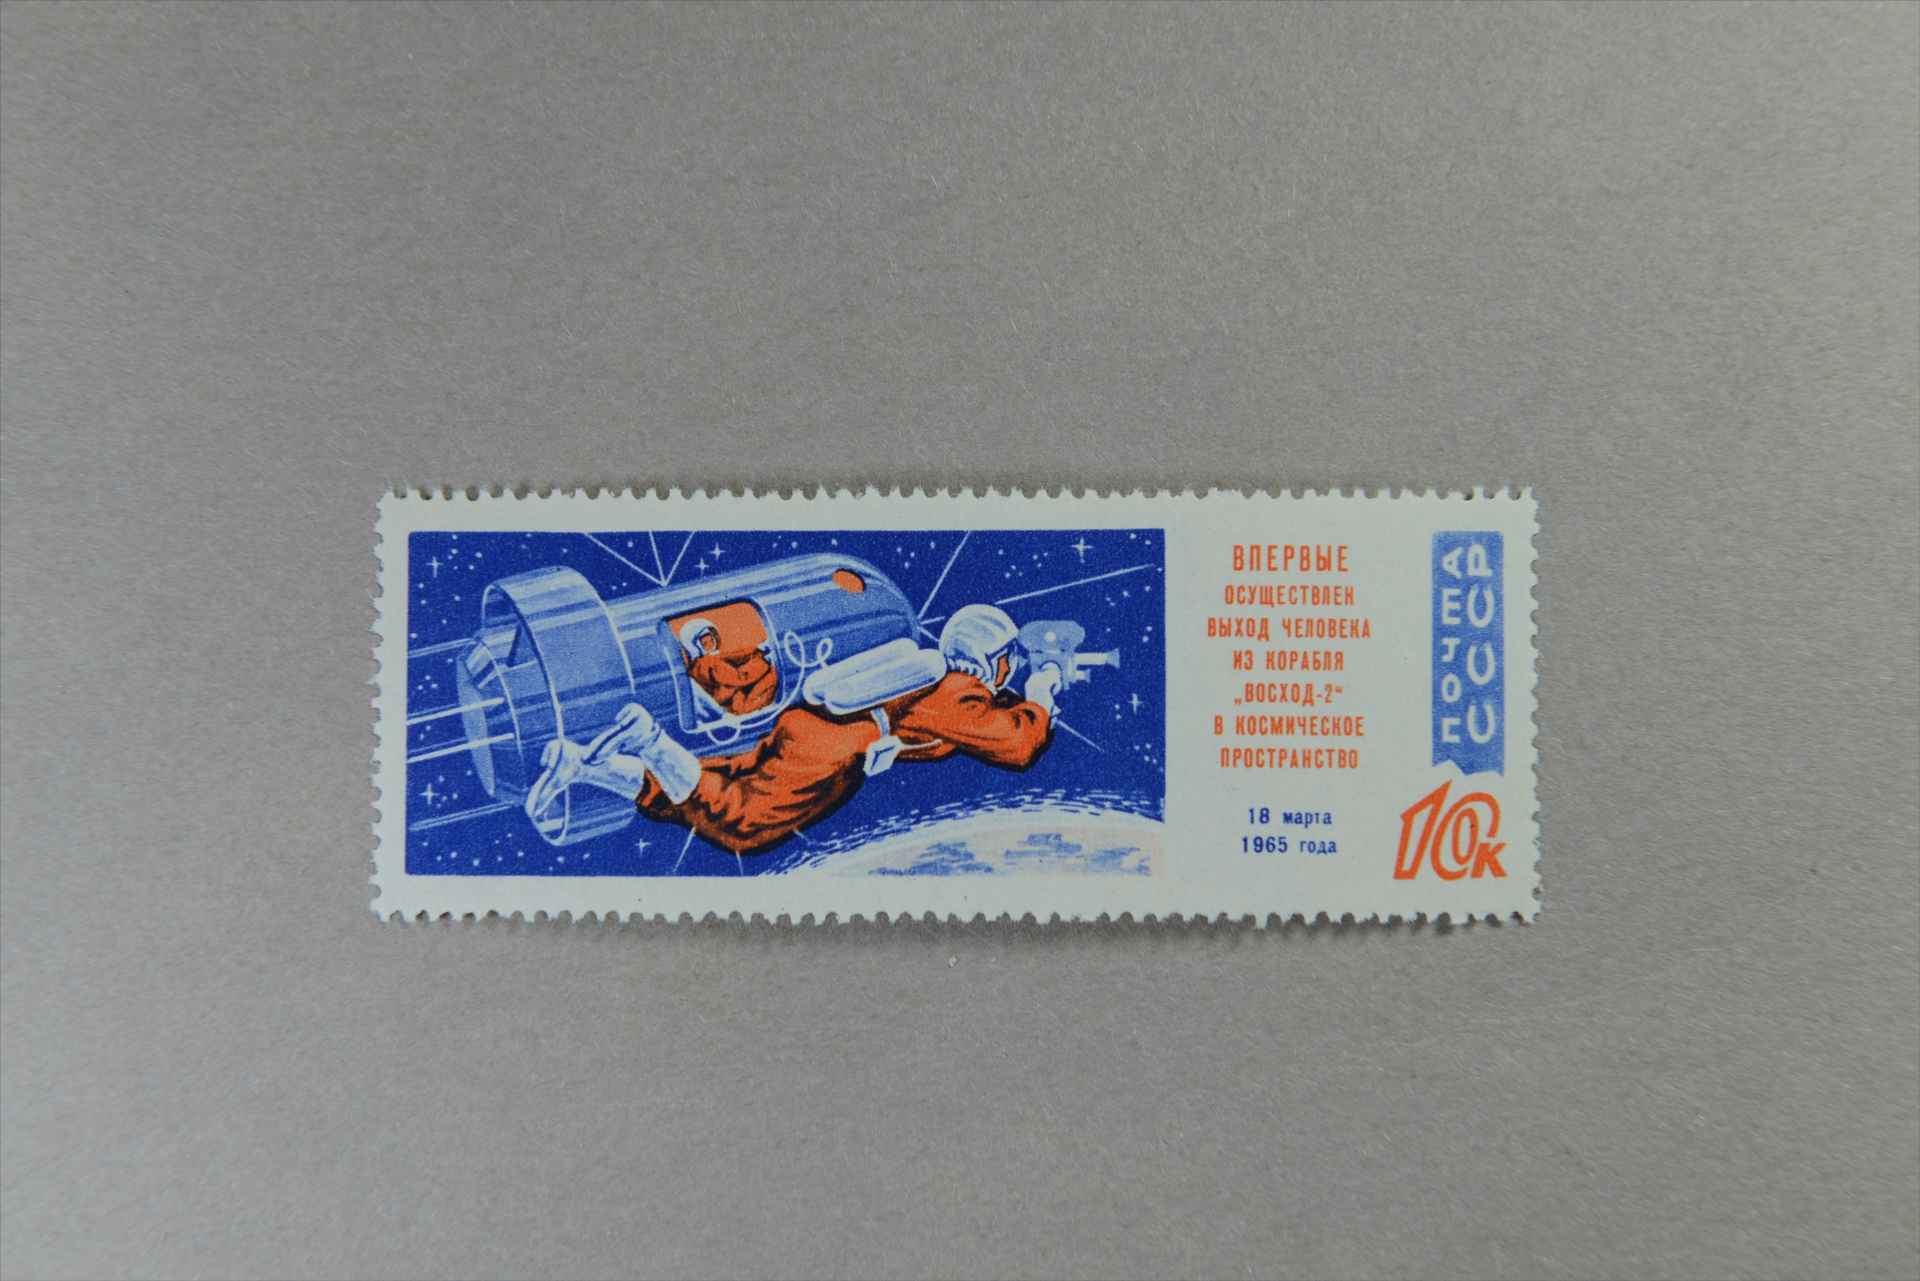 ВПЕРВЫЕ
ОСУЩЕСТВЛЕН
ВЫХОД ЧЕЛОВЕКА
ИЗ КОРАБЛЯ
„ВОСХОД-2“
В КОСМИЧЕСКОЕ
ПРОСТРАНСТВО
18 марта
1965 года
ПОЧТА
СССР
10к